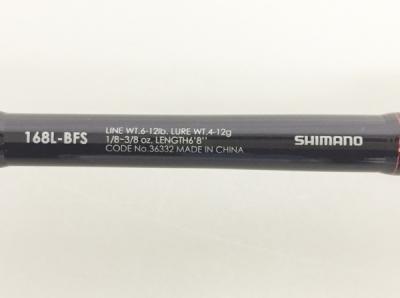 168L-BFS
LINE WT.6-12lb. LURE WT.4-12g
1/8-3/8 oz. LENGTH6'8"
CODE No.36332 MADE IN CHINA
SHIMANO